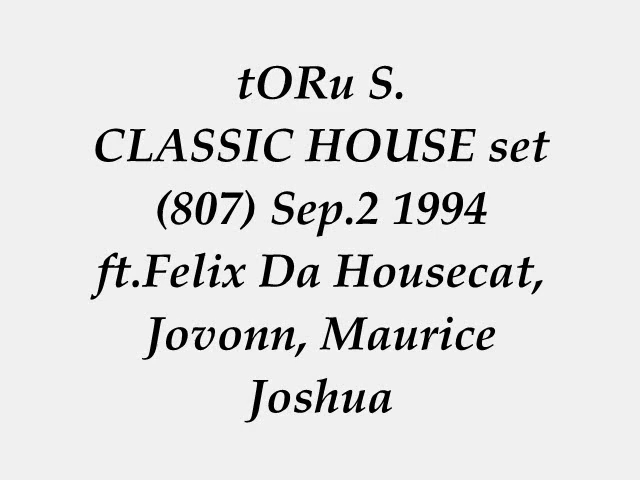 tORu S.
CLASSIC HOUSE set
(807) Sep.2 1994
ft.Felix Da Housecat,
Jovonn, Maurice
Joshua